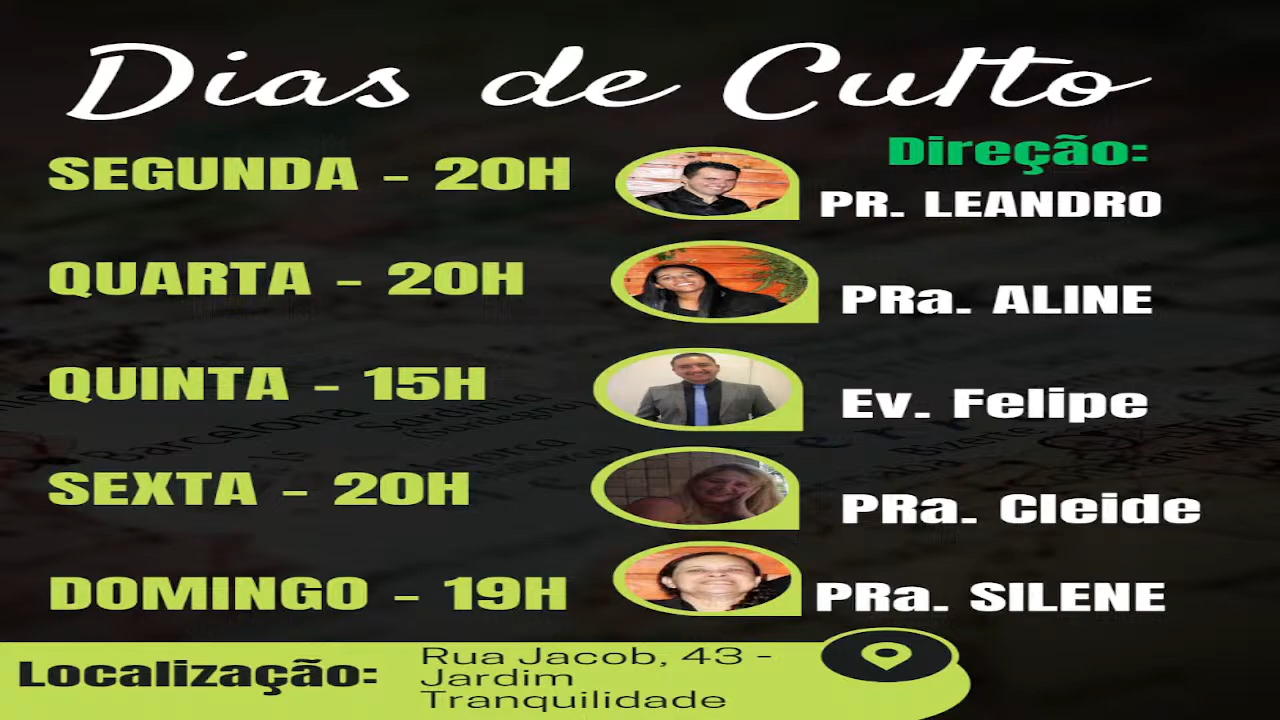 Dias de Culto
Direção:
SEGUNDA - 20H
PR. LEANDRO
QUARTA - 20H
PRa. ALINE
QUINTA - 15H
Ev. Felipe
Barcelona
SEXTA - 20H
PRa. Cleide
DOMINGO - 19H
PRa. SILENE
Localização:
Rua Jacob, 43 -
Jardim
Tranquilidade